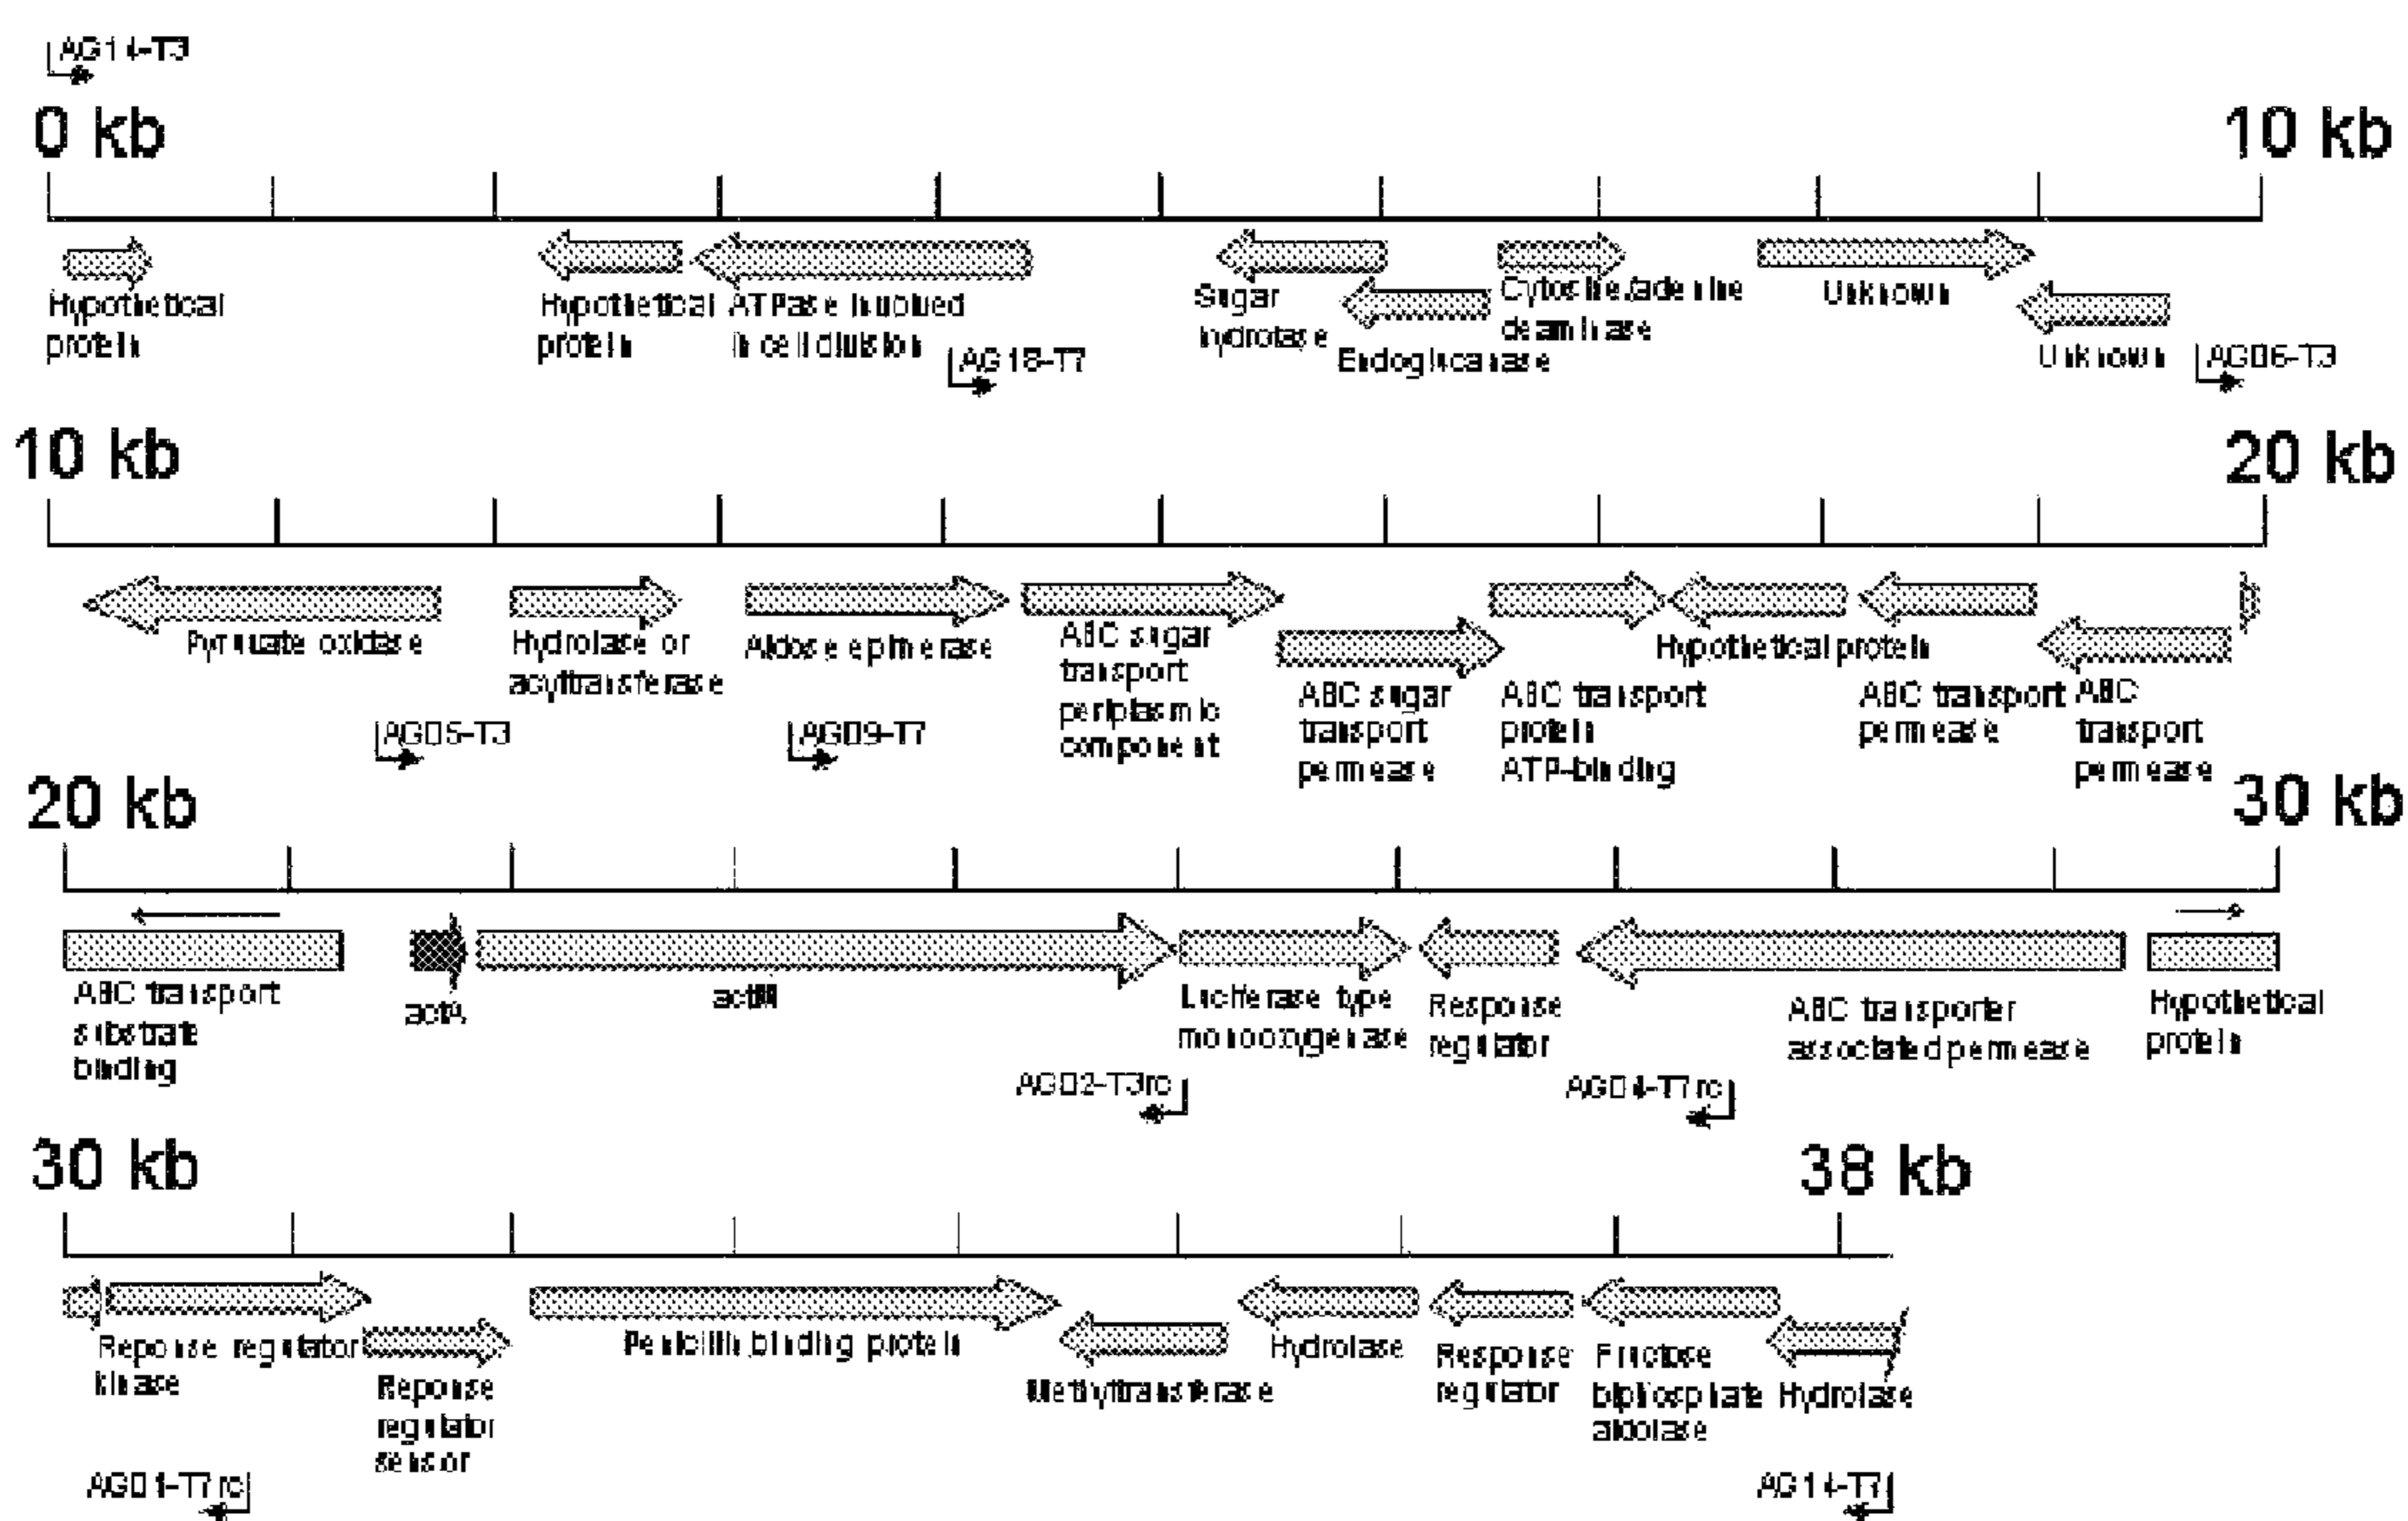 AG14-T3
0 kb
10 kb
Hypothetical
protein
Hypothetical
protein
ATPase involved
in cell division
AG18-T7
Sugar
hydrolase
Endoglucanase
Cytosine/adenine
deaminase
Unknown
Unknown
AG06-T3
10 kb
20 kb
Pyruvate oxidase
Hydrolase or
acyltransferase
Aldose epimerase
ABC sugar
transport
periplasmic
component
ABC sugar
transport
permease
ABC transport
protein
ATP-binding
Hypothetical protein
ABC transport
permease
ABC
transport
permease
AG05-T3
AG09-T7
20 kb
30 kb
ABC transport
substrate
binding
actA
Luciferase type
monooxygenase
Response
regulator
ABC transporter
associated permease
Hypothetical
protein
AG02-T3rc
30 kb
38 kb
Reponse regulator
kinase
Reponse
regulator
sensor
Penicillin binding protein
Methyltransferase
Hydrolase
Response
regulator
Fructose
biphosphate
aldolase
Hydrolase
AG14-T7